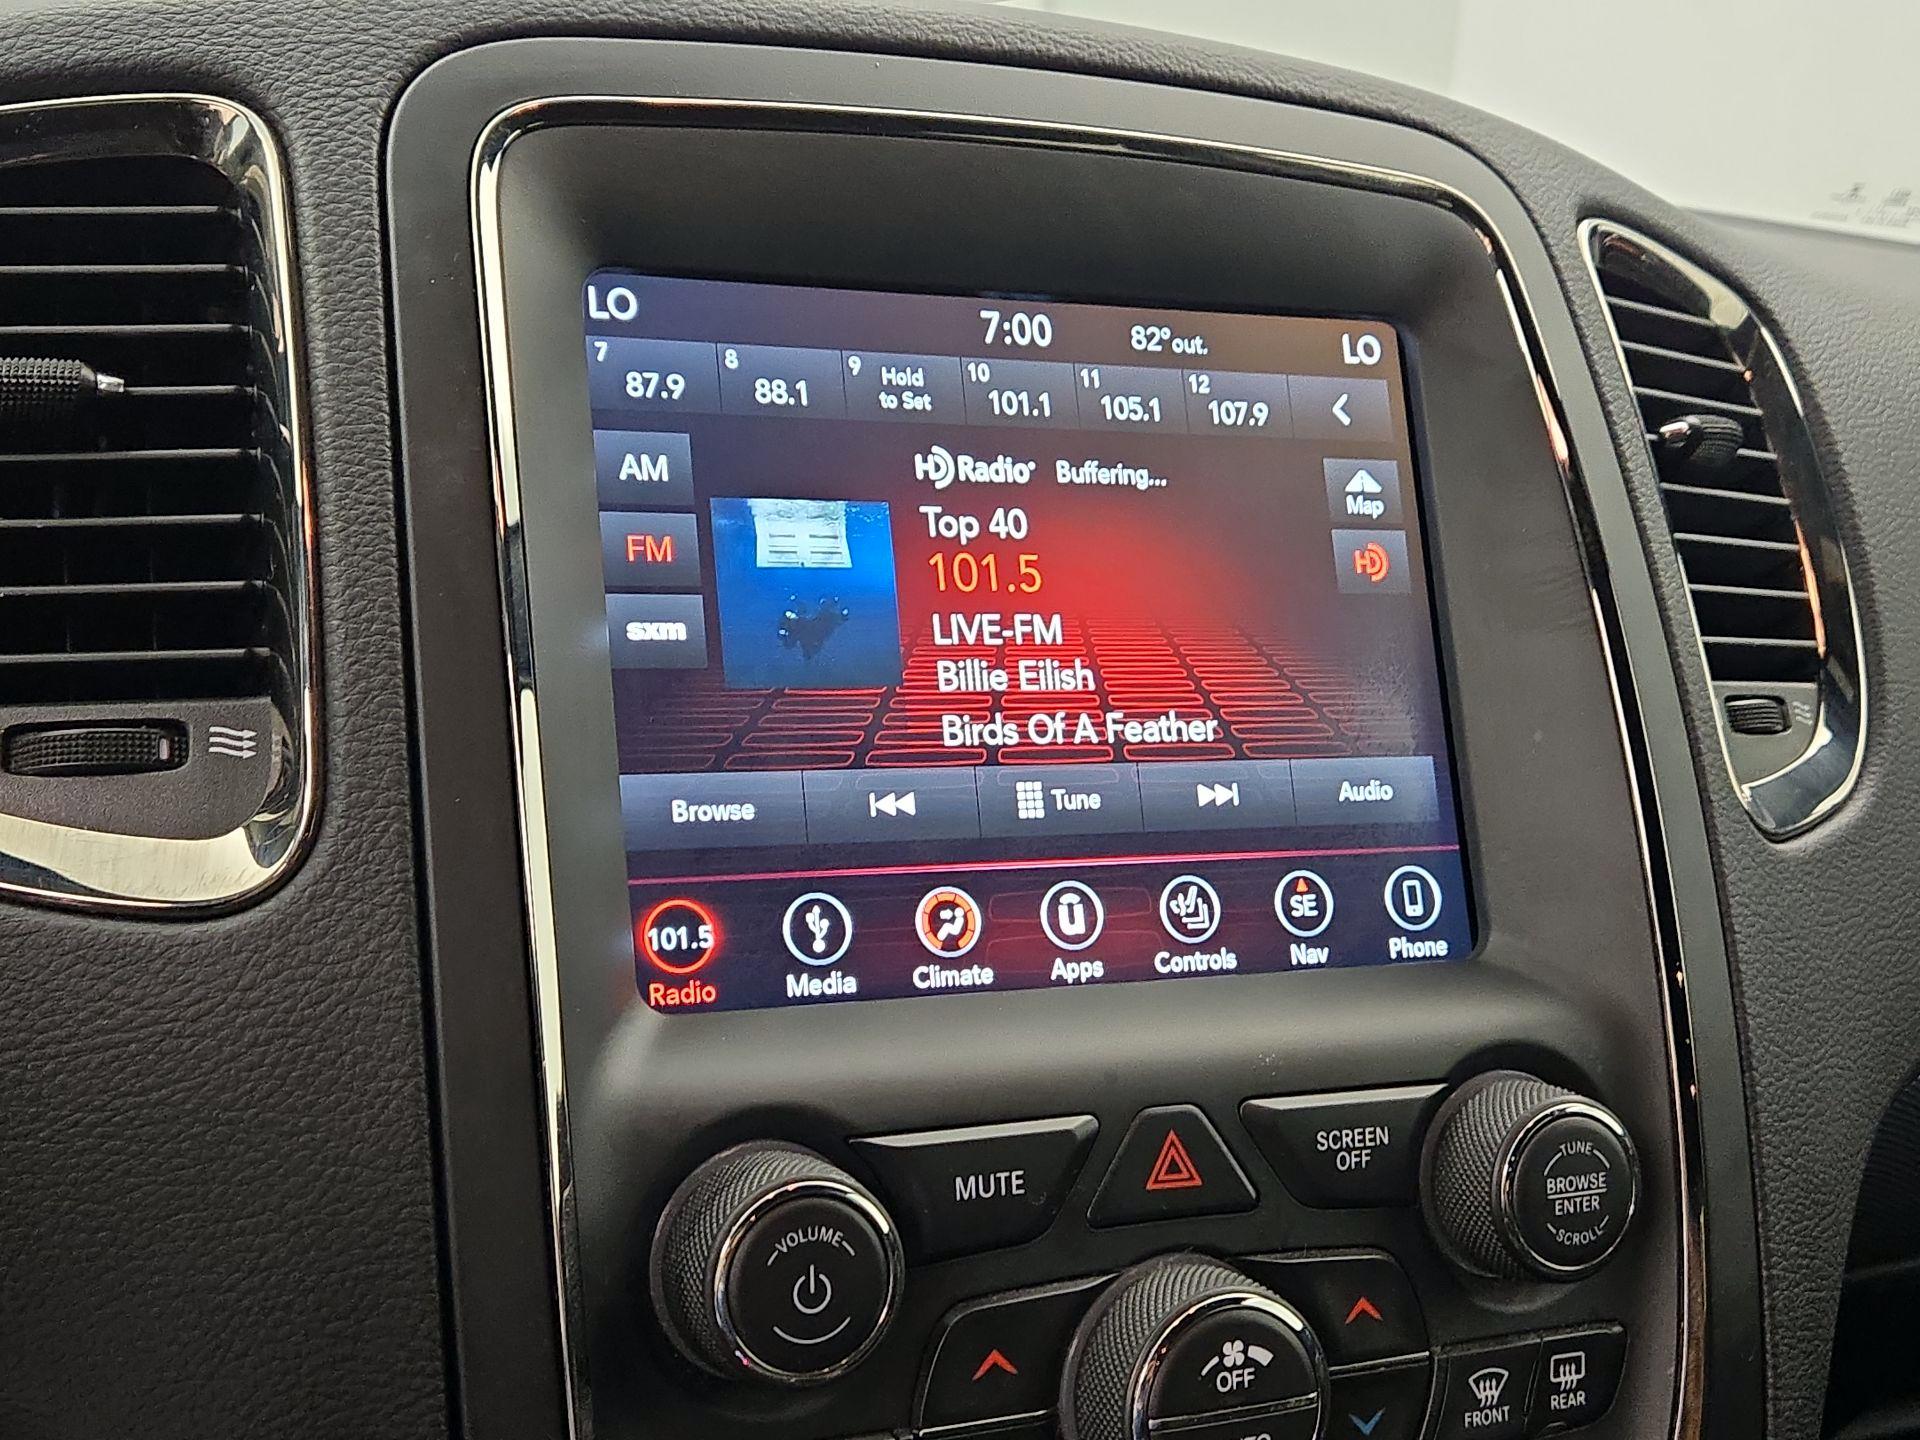 LO 7:00 82° out. LO
7 87.9 8 88.1 9 Hold to Set 10 101.1 11 105.1 12 107.9
AM
HD Radio Buffering...
Map
Top 40
FM
101.5
HD
sxm
LIVE-FM
Billie Eilish
Birds Of A Feather
Browse Tune Audio
101.5 u SE
Radio Media Climate Apps Controls Nav Phone
MUTE
SCREEN
OFF
TUNE
BROWSE
ENTER
SCROLL
VOLUME
OFF
FRONT
REAR